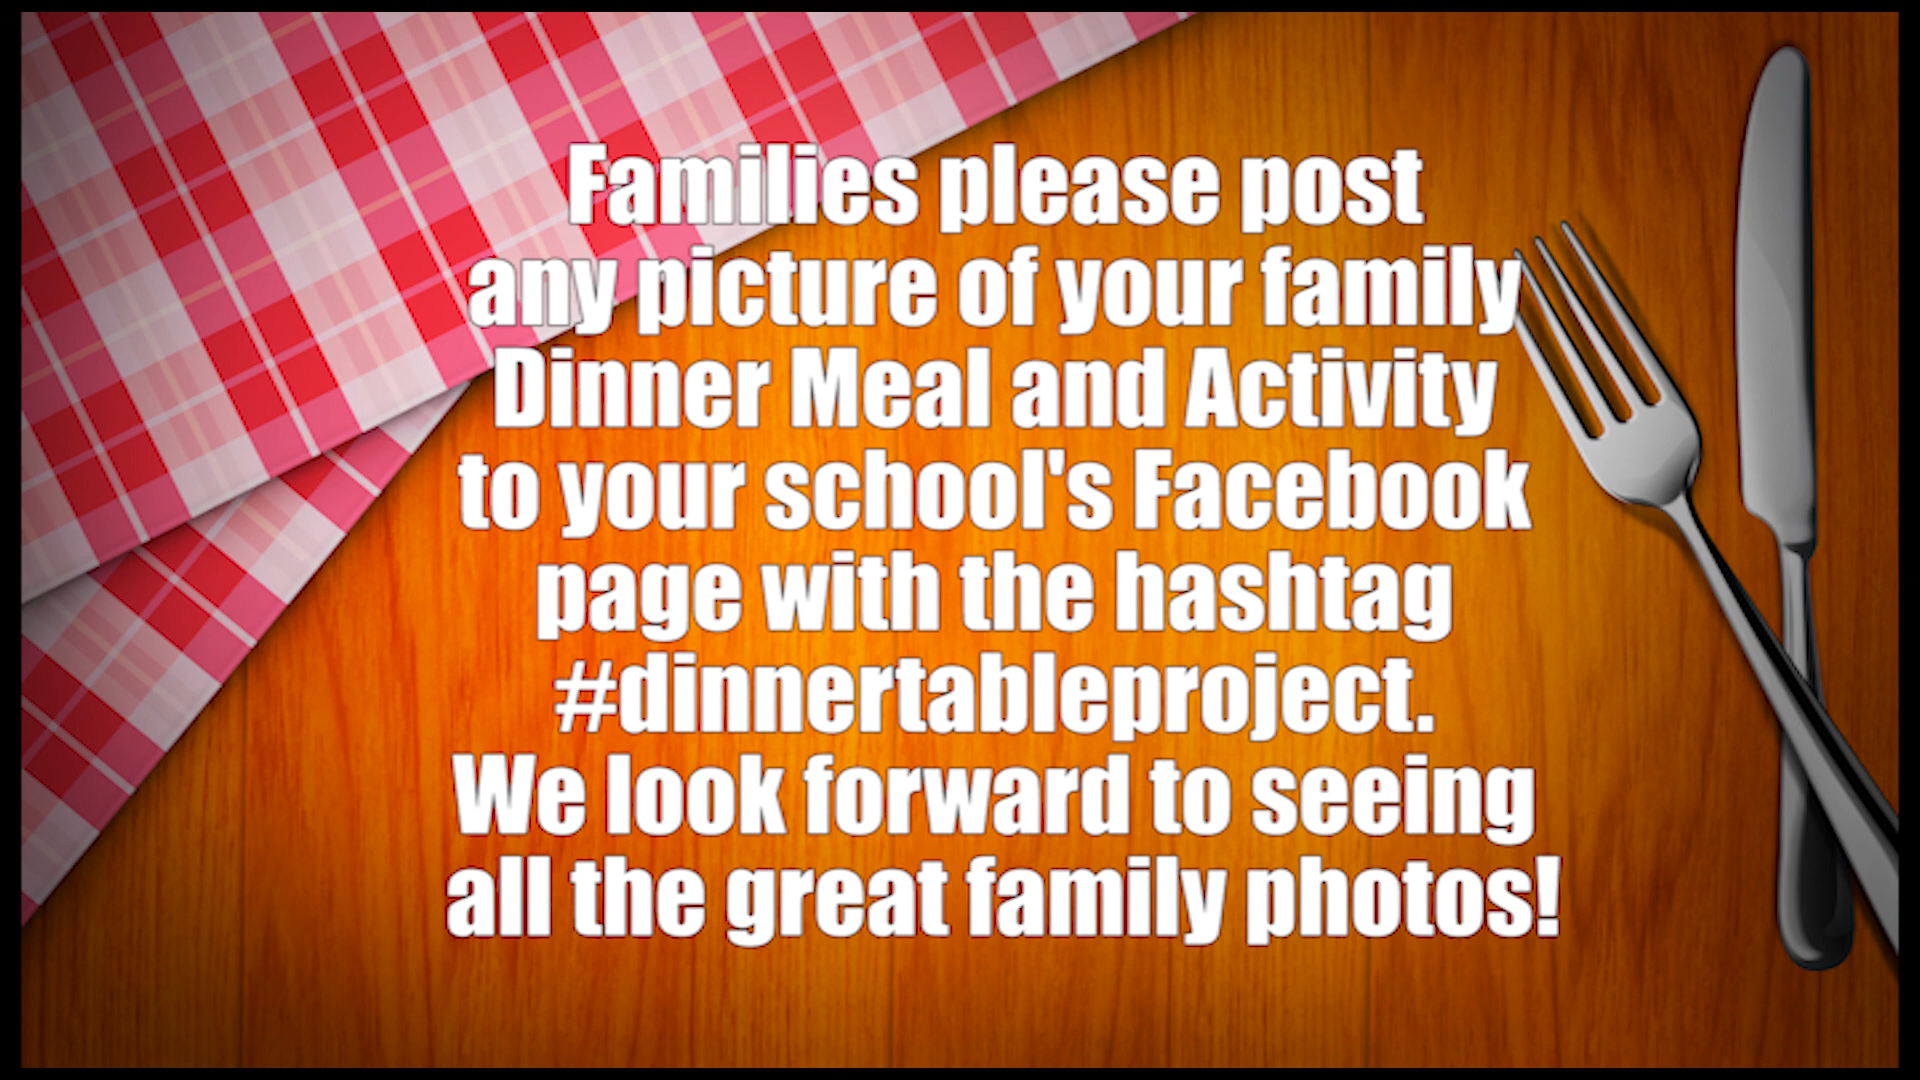 Families please post
any picture of your family
Dinner Meal and Activity
to your school's Facebook
page with the hashtag
#dinnertableproject.
We look forward to seeing
all the great family photos!